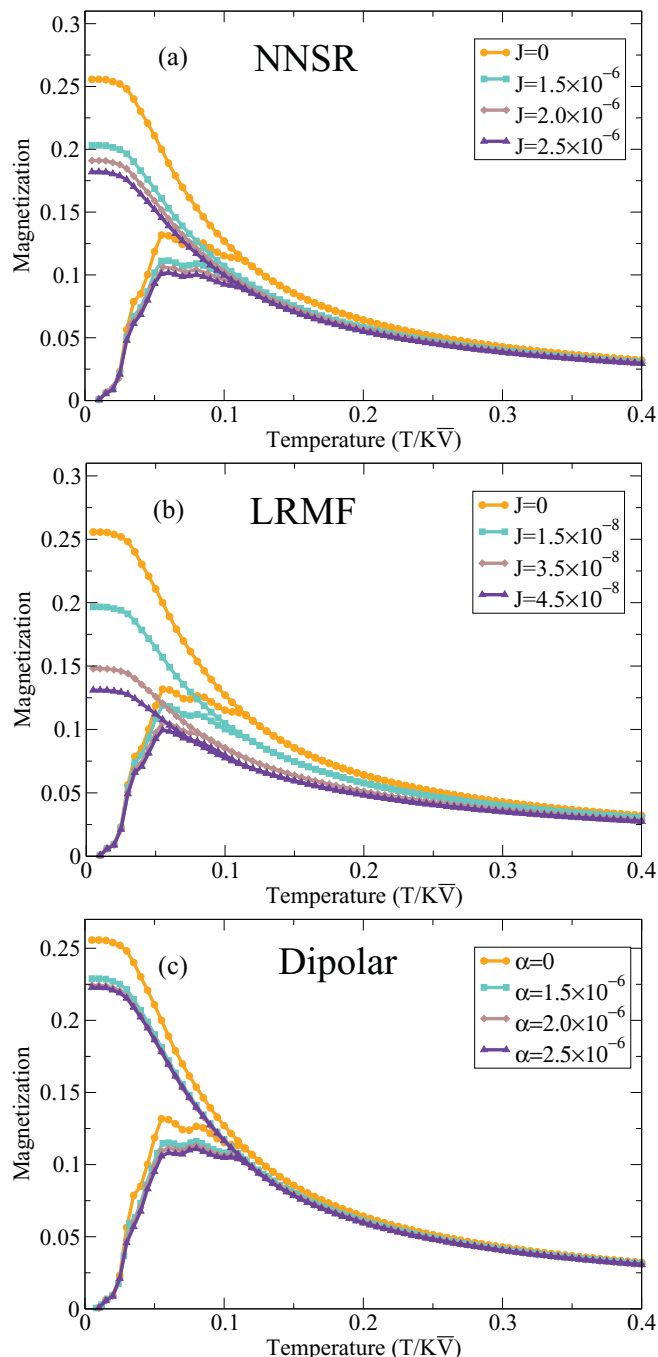 0.3
(a) NNSR
J=0
J=1.5×10⁻⁶
J=2.0×10⁻⁶
J=2.5×10⁻⁶
0.25
0.2
0.15
0.1
0.05
0
Magnetization
0 0.1 0.2 0.3 0.4
Temperature (T/KV̅)
0.3
(b) LRMF
J=0
J=1.5×10⁻⁸
J=3.5×10⁻⁸
J=4.5×10⁻⁸
0.25
0.2
0.15
0.1
0.05
0
Magnetization
0 0.1 0.2 0.3 0.4
Temperature (T/KV̅)
(c) Dipolar
α=0
α=1.5×10⁻⁶
α=2.0×10⁻⁶
α=2.5×10⁻⁶
0.25
0.2
0.15
0.1
0.05
0
Magnetization
0 0.1 0.2 0.3 0.4
Temperature (T/KV̅)